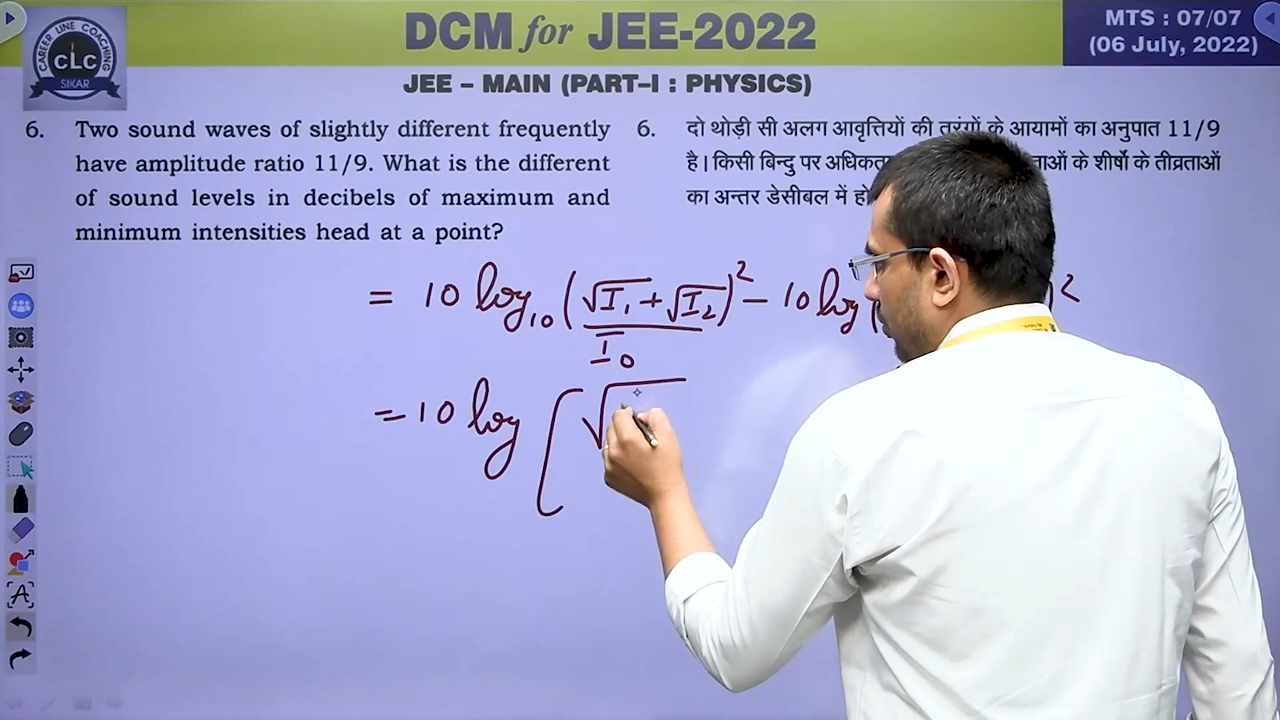 DCM for JEE-2022
MTS : 07/07
(06 July, 2022)
CAREER LINE COACHING
CLC
SIKAR
JEE – MAIN (PART–I : PHYSICS)
6. Two sound waves of slightly different frequently
have amplitude ratio 11/9. What is the different
of sound levels in decibels of maximum and
minimum intensities head at a point?
6. दो थोड़ी सी अलग आवृत्तियों की तरंगों के आयामों का अनुपात 11/9
है। किसी बिन्दु पर के शीर्षों के तीव्रताओं
का अन्तर डेसीबल में
= 10 log₁₀ (√I₁ + √I₂)² − 10 log ( )²
I₀
= 10 log [ √